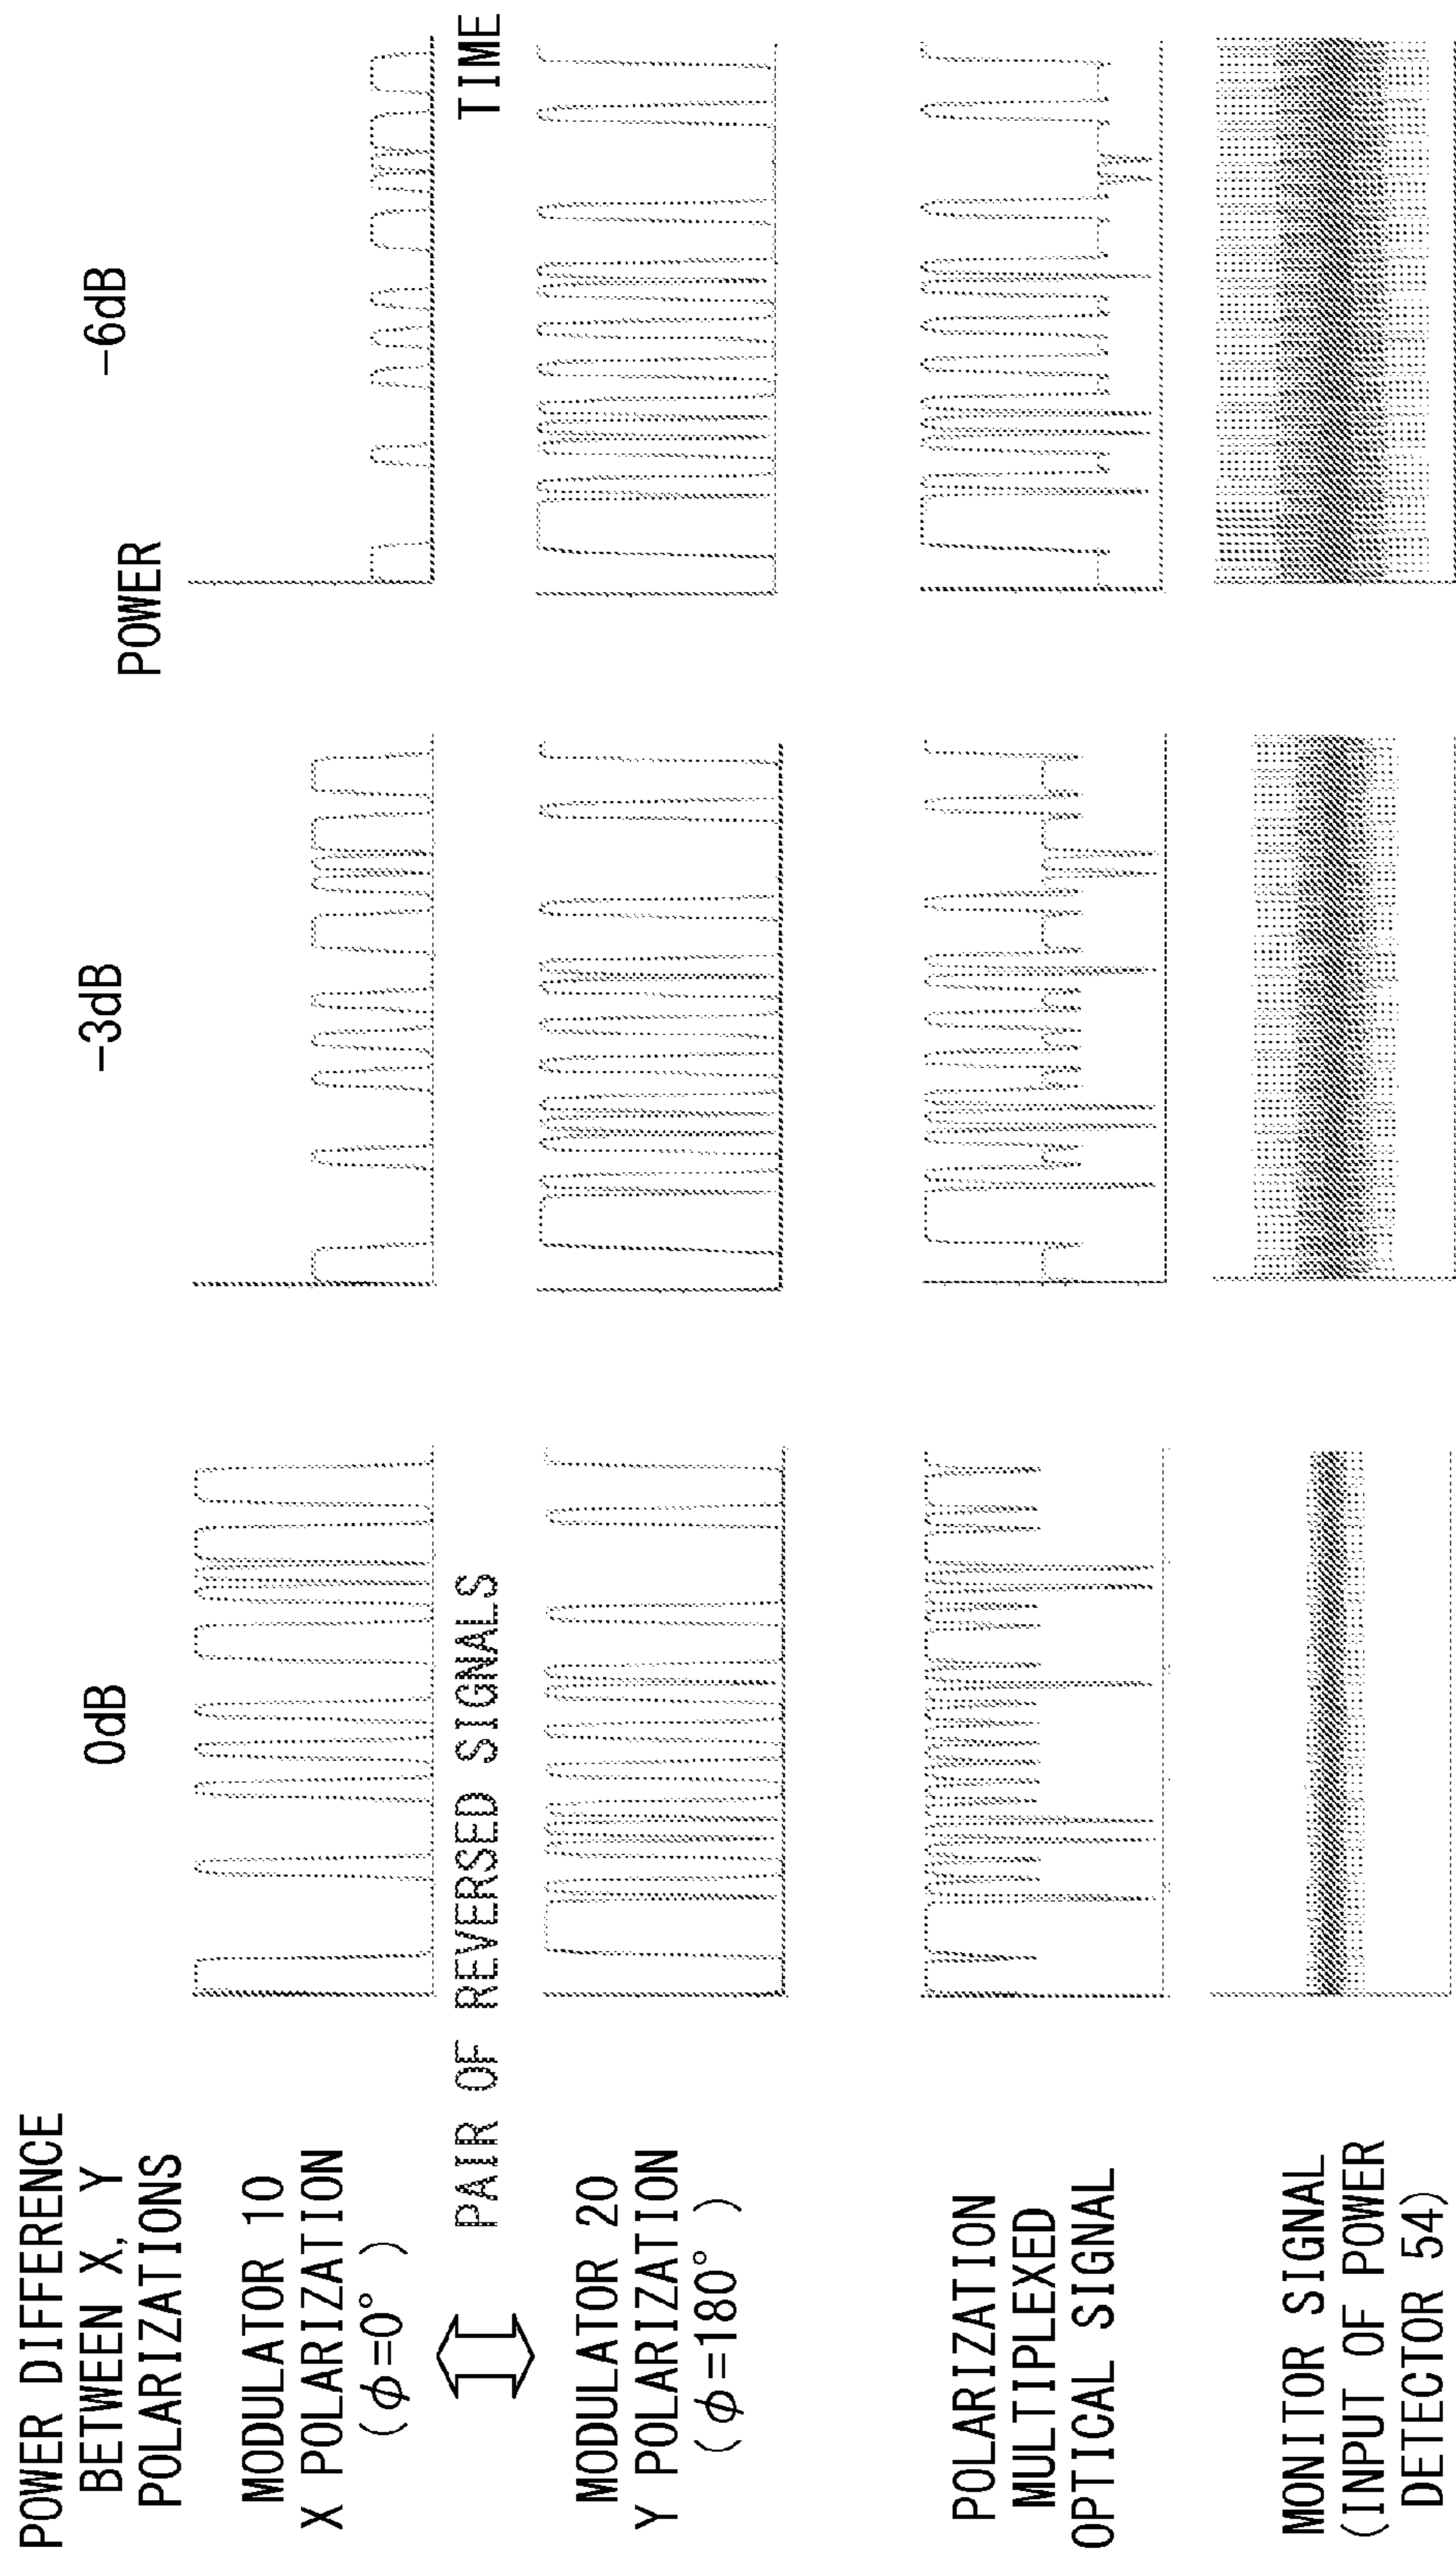 POWER DIFFERENCE
BETWEEN X, Y
POLARIZATIONS
0dB
-3dB
-6dB
POWER
MODULATOR 10
X POLARIZATION
(ϕ=0°)
TIME
PAIR OF REVERSED SIGNALS
MODULATOR 20
Y POLARIZATION
(ϕ=180°)
POLARIZATION
MULTIPLEXED
OPTICAL SIGNAL
MONITOR SIGNAL
(INPUT OF POWER
DETECTOR 54)